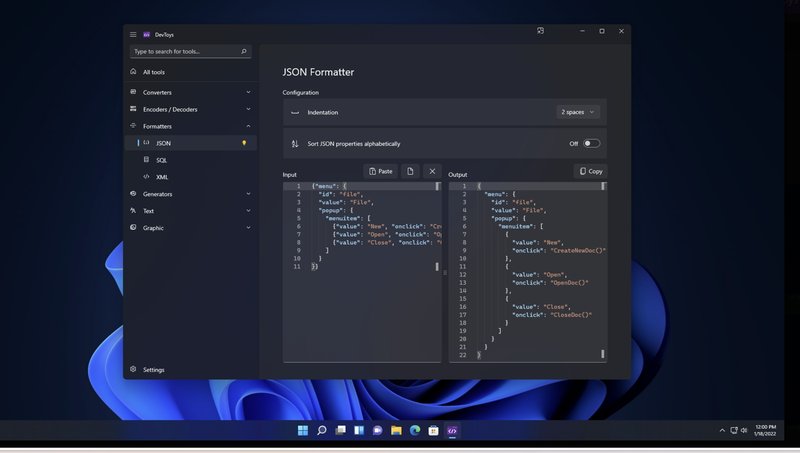 DevToys
Type to search for tools...
All tools
Converters
Encoders / Decoders
Formatters
JSON
SQL
XML
Generators
Text
Graphic
Settings
JSON Formatter
Configuration
Indentation
2 spaces
Sort JSON properties alphabetically
Off
Input
Paste
1 {"menu": {
2 "id": "file",
3 "value": "File",
4 "popup": {
5 "menuitem": [
6 {"value": "New", "onclick": "Cre
7 {"value": "Open", "onclick": "Op
8 {"value": "Close", "onclick": "
9 ]
10 }
11 }}
Output
Copy
1 {
2 "menu": {
3 "id": "file",
4 "value": "File",
5 "popup": {
6 "menuitem": [
7 {
8 "value": "New",
9 "onclick": "CreateNewDoc()"
10 },
11 {
12 "value": "Open",
13 "onclick": "OpenDoc()"
14 },
15 {
16 "value": "Close",
17 "onclick": "CloseDoc()"
18 }
19 ]
20 }
21 }
22 }
12:00 PM
1/18/2022